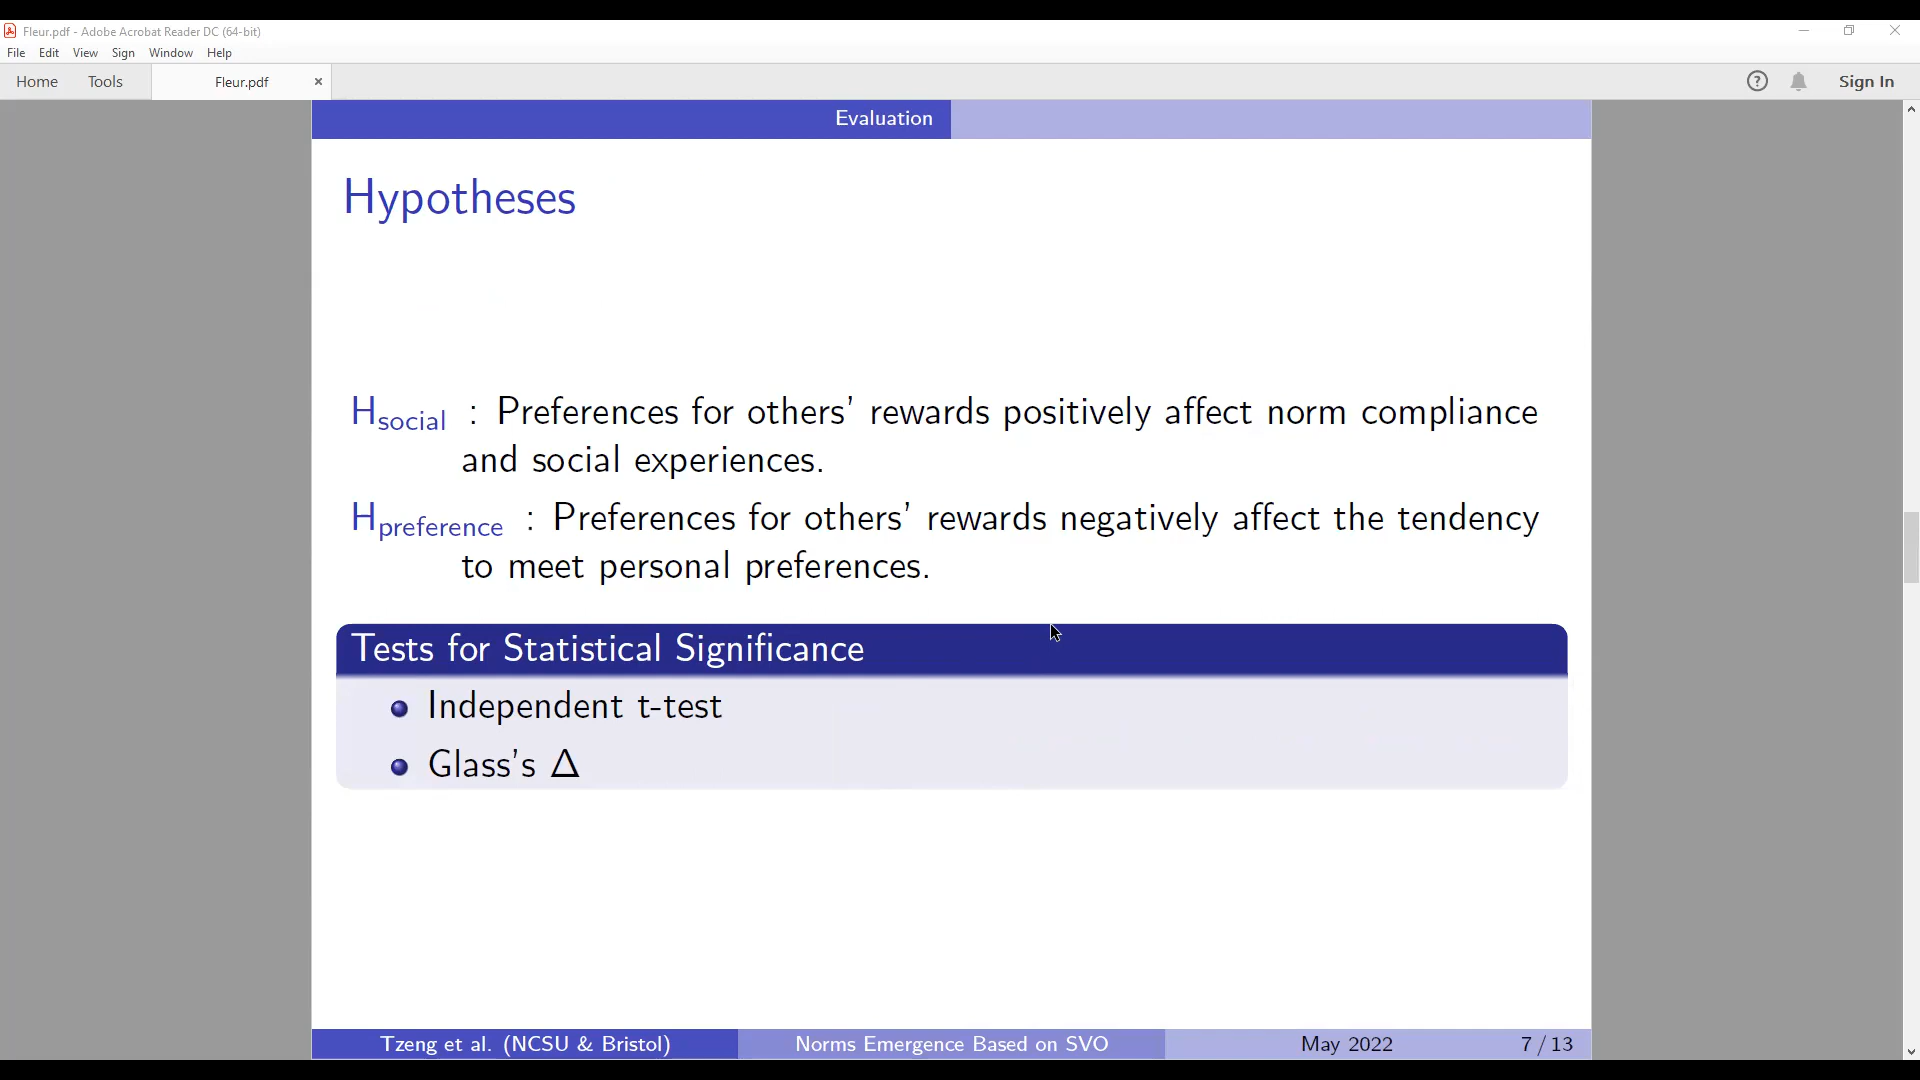 Fleur.pdf - Adobe Acrobat Reader DC (64-bit)
File Edit View Sign Window Help
Home Tools Fleur.pdf × ? Sign In
Evaluation
Hypotheses
H_social : Preferences for others' rewards positively affect norm compliance
and social experiences.
H_preference : Preferences for others' rewards negatively affect the tendency
to meet personal preferences.
Tests for Statistical Significance
• Independent t-test
• Glass's Δ
Tzeng et al. (NCSU & Bristol) Norms Emergence Based on SVO May 2022 7 / 13